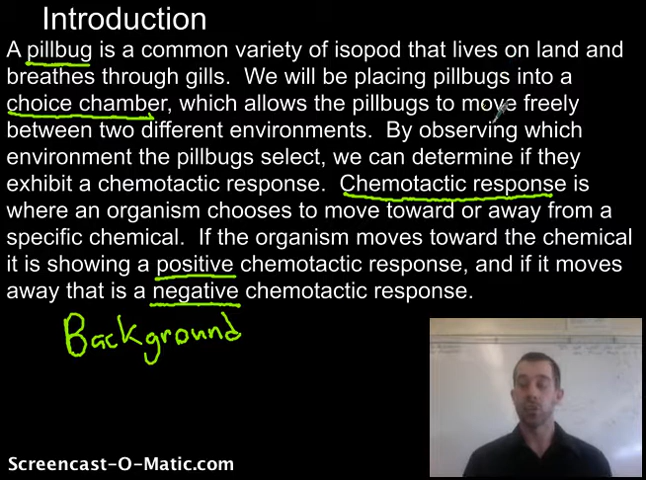 Introduction
A pillbug is a common variety of isopod that lives on land and
breathes through gills.  We will be placing pillbugs into a
choice chamber, which allows the pillbugs to move freely
between two different environments.  By observing which
environment the pillbugs select, we can determine if they
exhibit a chemotactic response.  Chemotactic response is
where an organism chooses to move toward or away from a
specific chemical.  If the organism moves toward the chemical
it is showing a positive chemotactic response, and if it moves
away that is a negative chemotactic response.
Background
Screencast-O-Matic.com